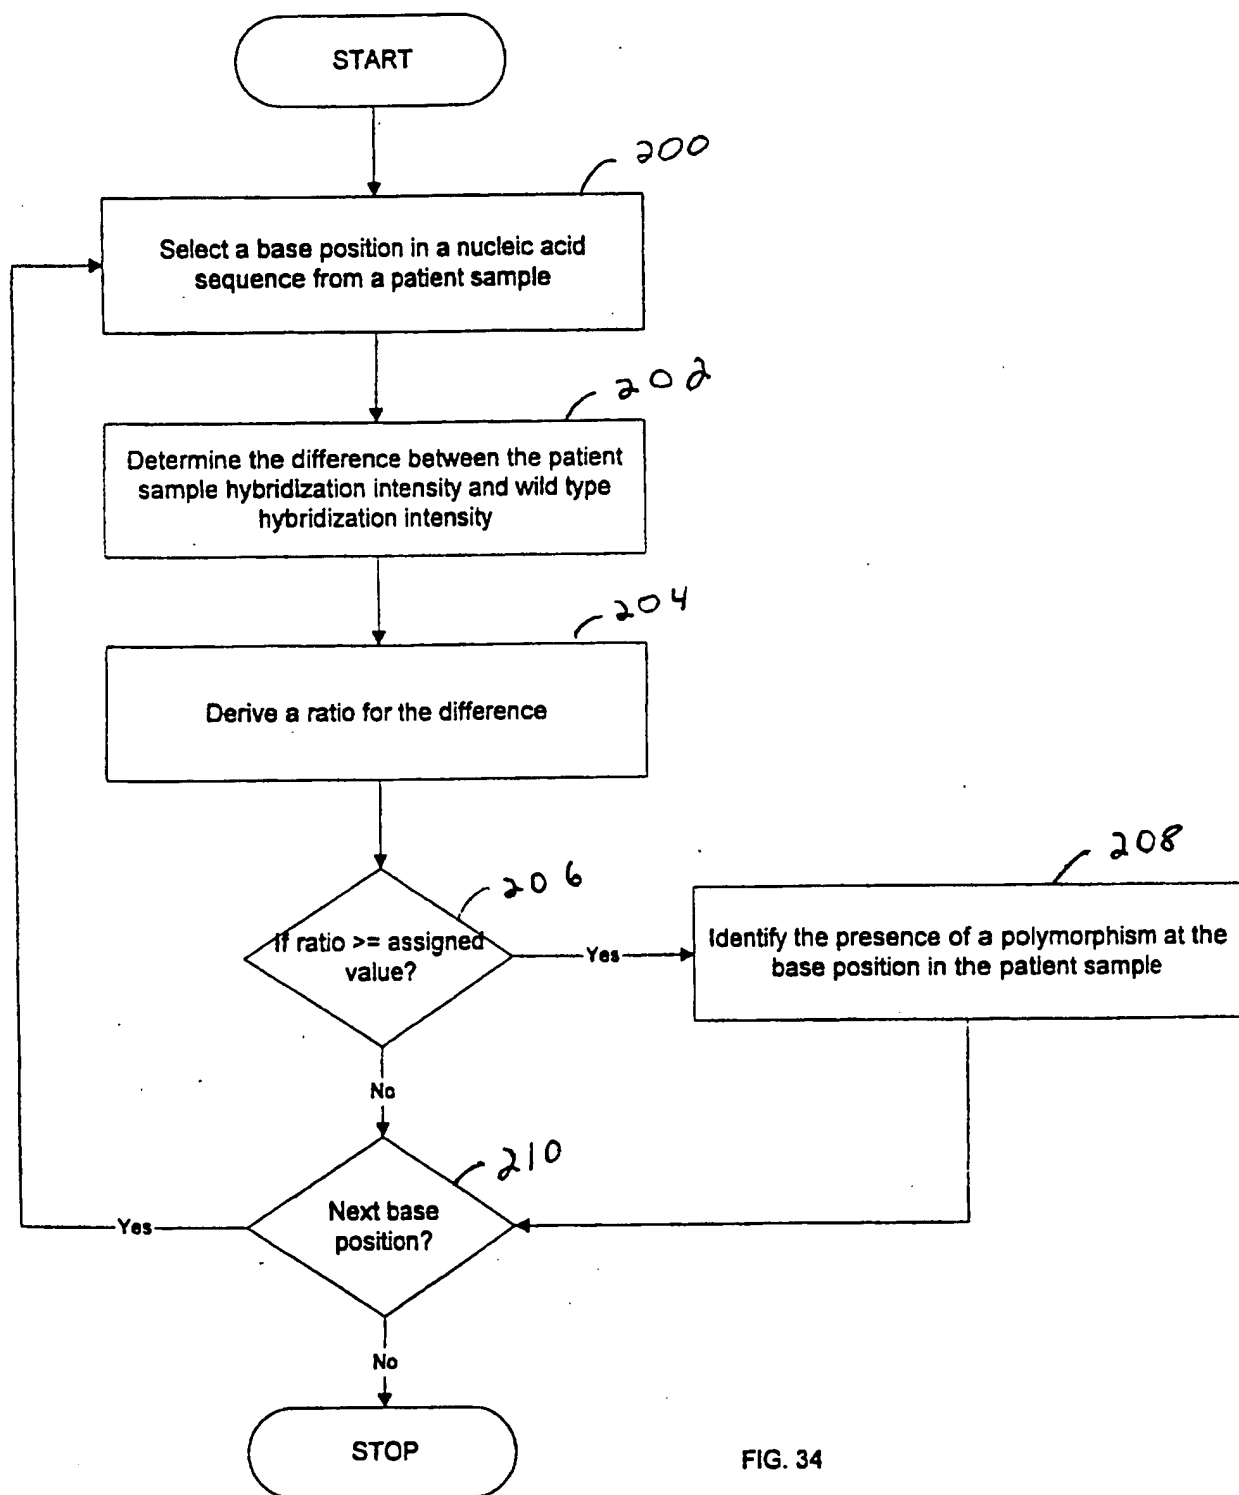 START
200
Select a base position in a nucleic acid
sequence from a patient sample
202
Determine the difference between the patient
sample hybridization intensity and wild type
hybridization intensity
204
Derive a ratio for the difference
206
If ratio >= assigned
value?
Yes
208
Identify the presence of a polymorphism at the
base position in the patient sample
No
210
Next base
position?
Yes
No
STOP
FIG. 34